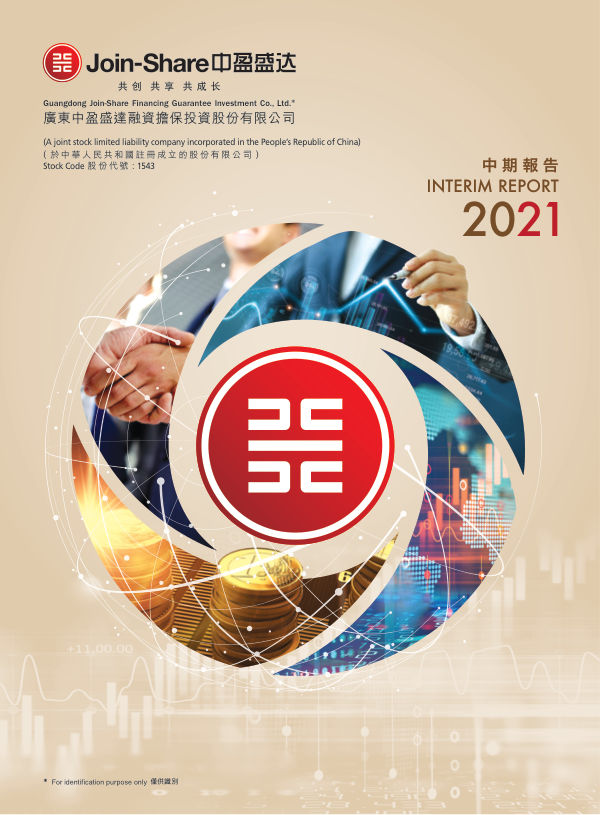 Join-Share中盈盛达
共创 共享 共成长
Guangdong Join-Share Financing Guarantee Investment Co., Ltd.*
廣東中盈盛達融資擔保投資股份有限公司
(A joint stock limited liability company incorporated in the People's Republic of China)
(於中華人民共和國註冊成立的股份有限公司)
Stock Code 股份代號 : 1543
中期報告
INTERIM REPORT
2021
+11,00.00
* For identification purpose only 僅供識別